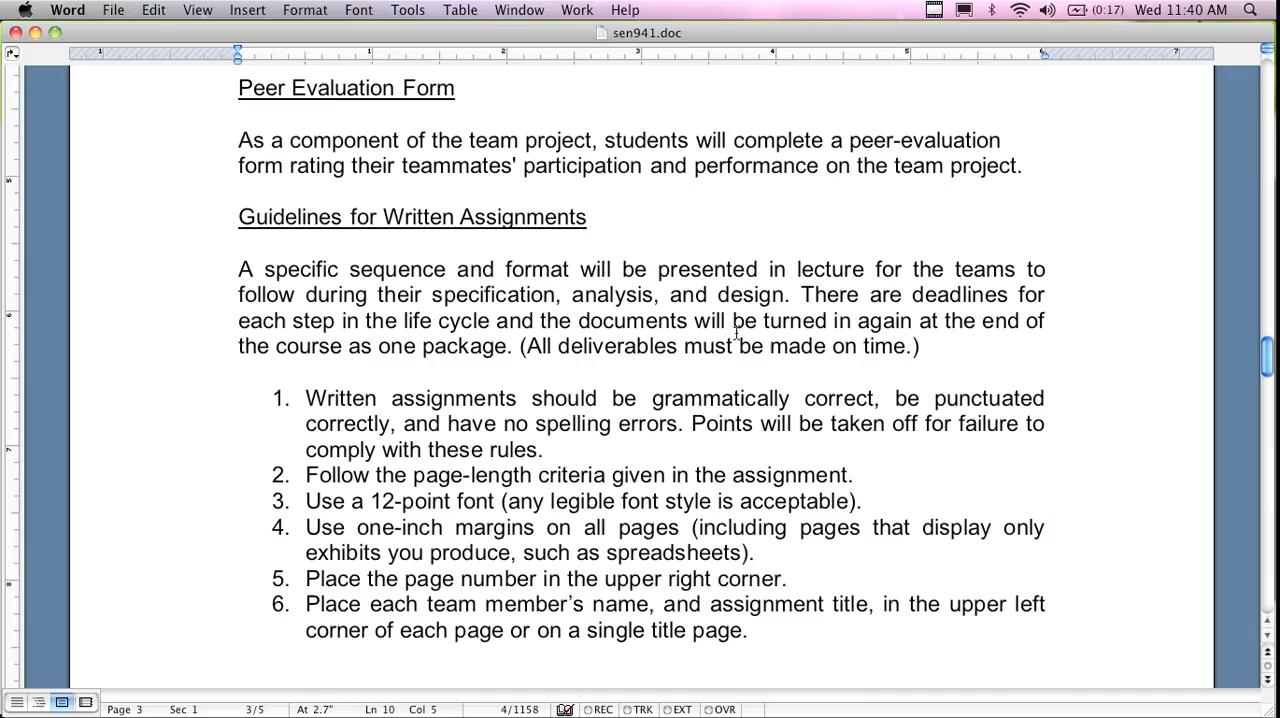 Word File Edit View Insert Format Font Tools Table Window Work Help (0:17) Wed 11:40 AM
sen941.doc
1 1 2 3 4 5 6 7
Peer Evaluation Form
As a component of the team project, students will complete a peer-evaluation
form rating their teammates' participation and performance on the team project.
Guidelines for Written Assignments
A specific sequence and format will be presented in lecture for the teams to
follow during their specification, analysis, and design. There are deadlines for
each step in the life cycle and the documents will be turned in again at the end of
the course as one package. (All deliverables must be made on time.)
1. Written assignments should be grammatically correct, be punctuated
correctly, and have no spelling errors. Points will be taken off for failure to
comply with these rules.
2. Follow the page-length criteria given in the assignment.
3. Use a 12-point font (any legible font style is acceptable).
4. Use one-inch margins on all pages (including pages that display only
exhibits you produce, such as spreadsheets).
5. Place the page number in the upper right corner.
6. Place each team member’s name, and assignment title, in the upper left
corner of each page or on a single title page.
Page 3 Sec 1 3/5 At 2.7" Ln 10 Col 5 4/1158 REC TRK EXT OVR